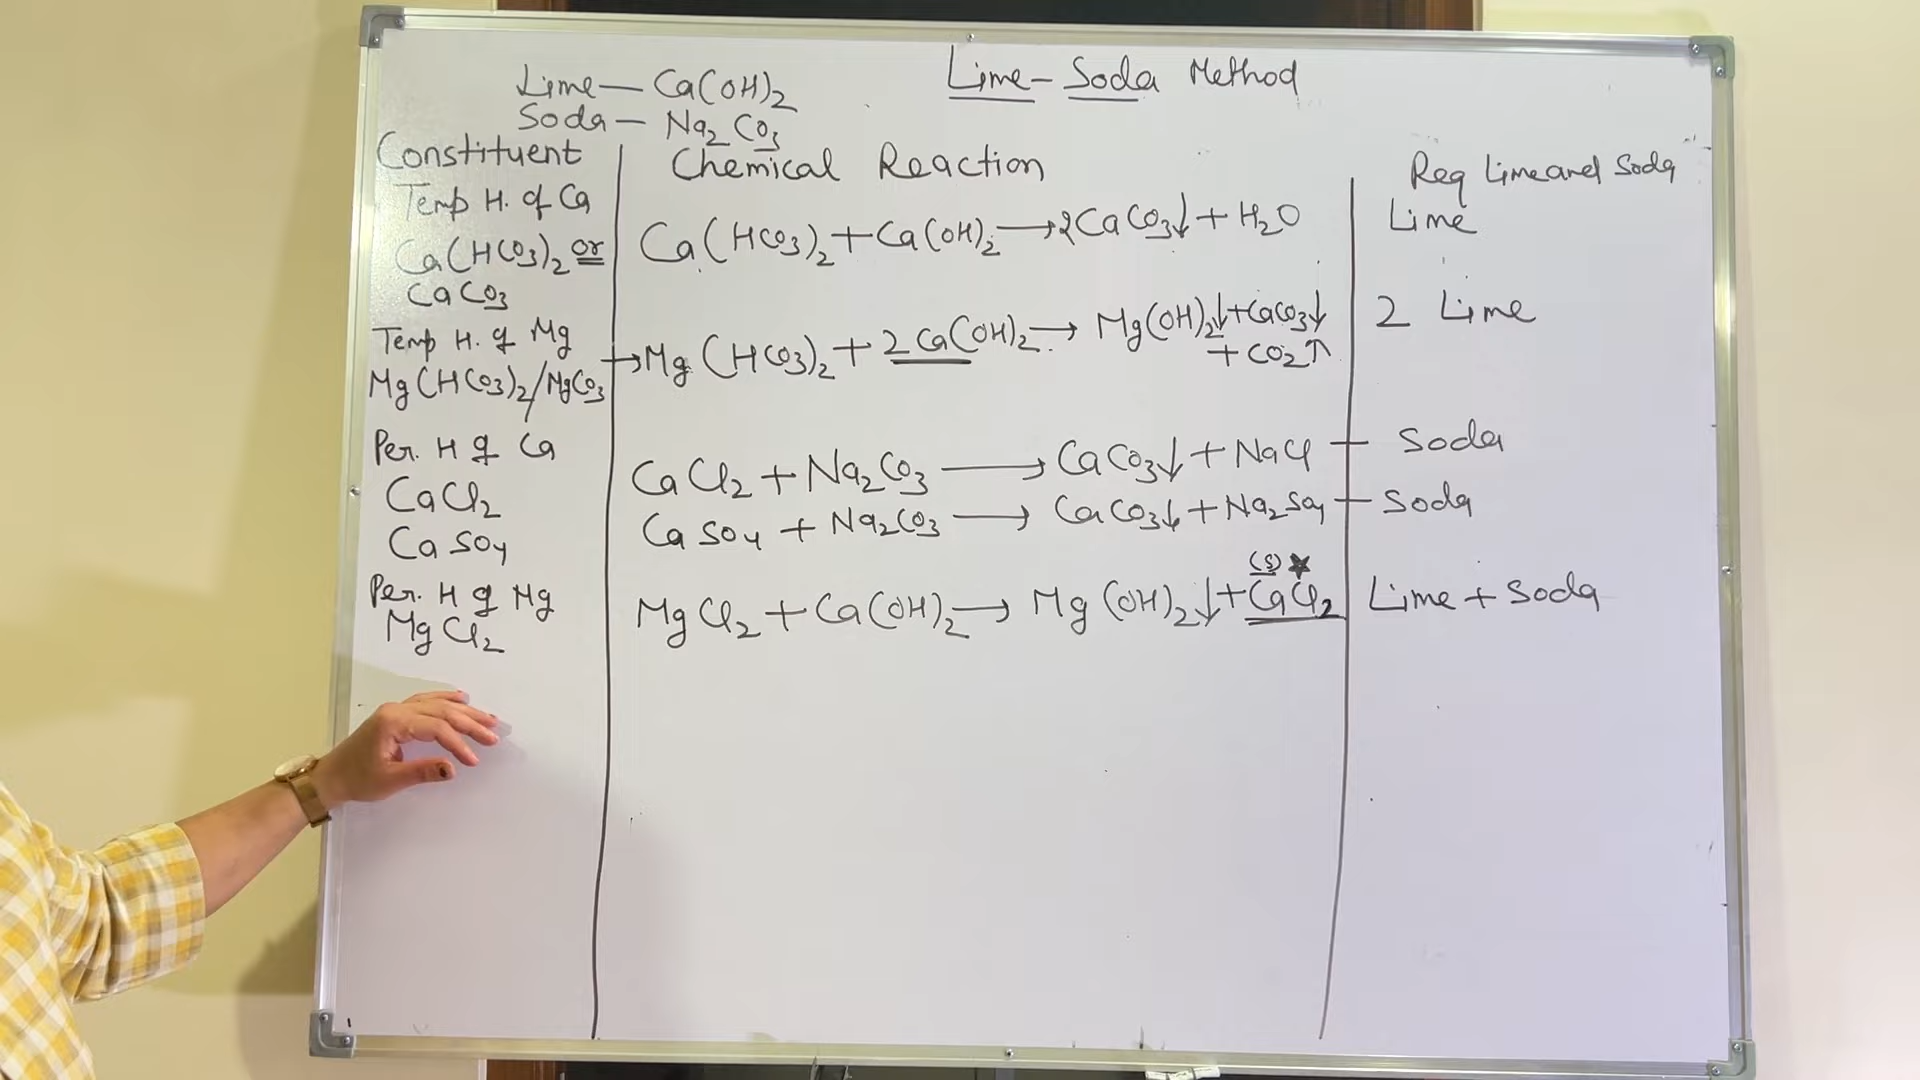 Lime-Soda Method
Lime— Ca(OH)2
Soda— Na2CO3
Constituent
Chemical Reaction
Req Lime and Soda
Temp H. of Ca
Ca(HCO3)2 or
CaCO3
Ca(HCO3)2 + Ca(OH)2 → 2CaCO3↓ + H2O
Lime
Temp H. of Mg
Mg(HCO3)2/MgCO3
→ Mg(HCO3)2 + 2Ca(OH)2 → Mg(OH)2↓ + CaCO3↓
+ CO2↑
2 Lime
Per. H of Ca
CaCl2
CaCl2 + Na2CO3 → CaCO3↓ + NaCl — Soda
CaSO4
CaSO4 + Na2CO3 → CaCO3↓ + Na2SO4 — Soda
Per. H of Mg
MgCl2
(S) ★
MgCl2 + Ca(OH)2 → Mg(OH)2↓ + CaCl2
Lime + Soda